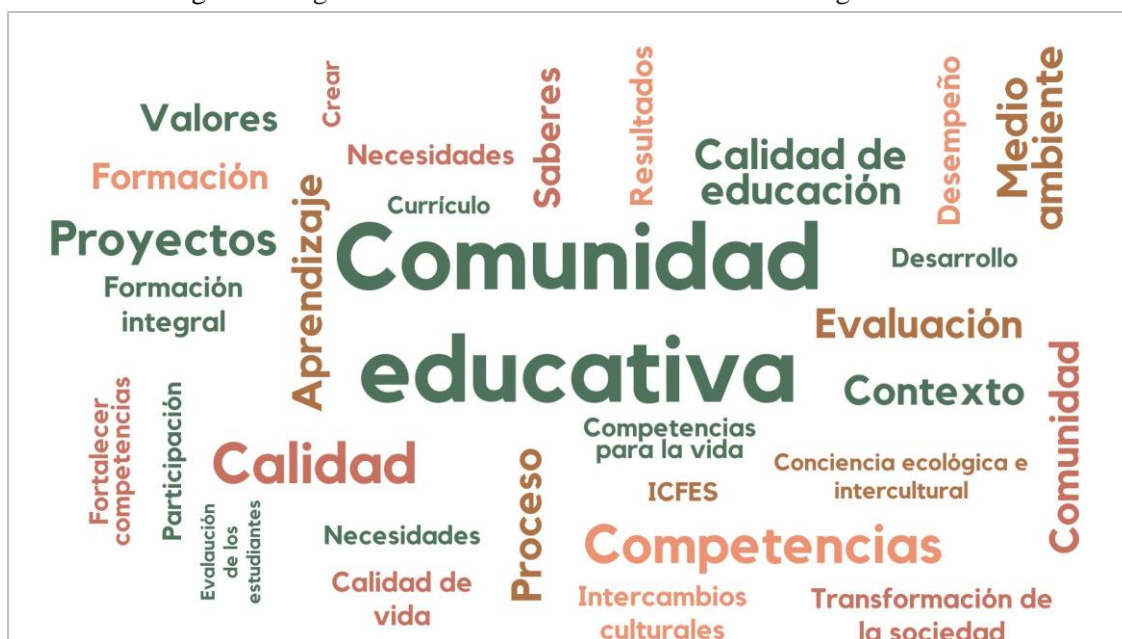 Valores
Crear
Formación
Necesidades
Saberes
Resultados
Calidad de
educación
Desempeño
Medio
ambiente
Currículo
Proyectos
Aprendizaje
Comunidad
educativa
Desarrollo
Formación
integral
Evaluación
Contexto
Comunidad
Fortalecer
competencias
Participación
Calidad
Competencias
para la vida
Proceso
ICFES
Conciencia ecológica e
intercultural
Evalaución
de los
estudiantes
Necesidades
Competencias
Calidad de
vida
Intercambios
culturales
Transformación de
la sociedad